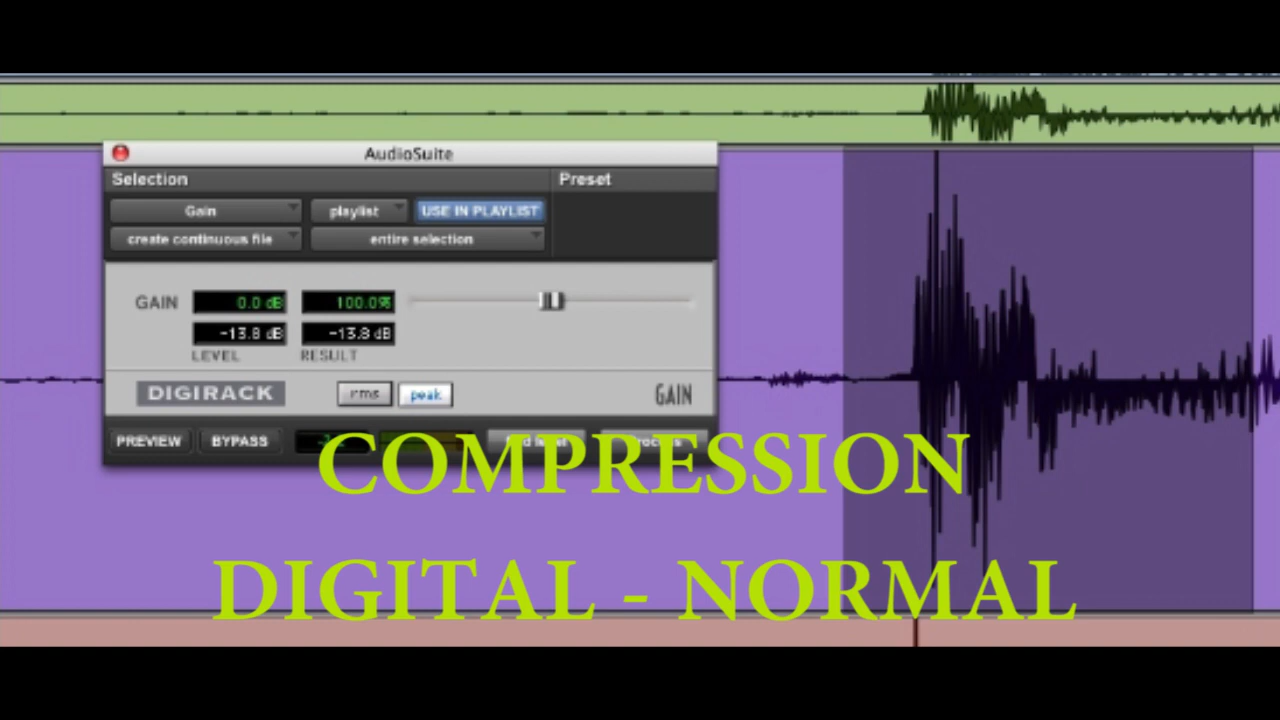 AudioSuite
Selection
Preset
Gain
playlist
USE IN PLAYLIST
create continuous file
entire selection
GAIN
0.0 dB
100.0%
-13.8 dB
-13.8 dB
LEVEL
RESULT
DIGIRACK
rms
peak
GAIN
PREVIEW
BYPASS
COMPRESSION
DIGITAL - NORMAL